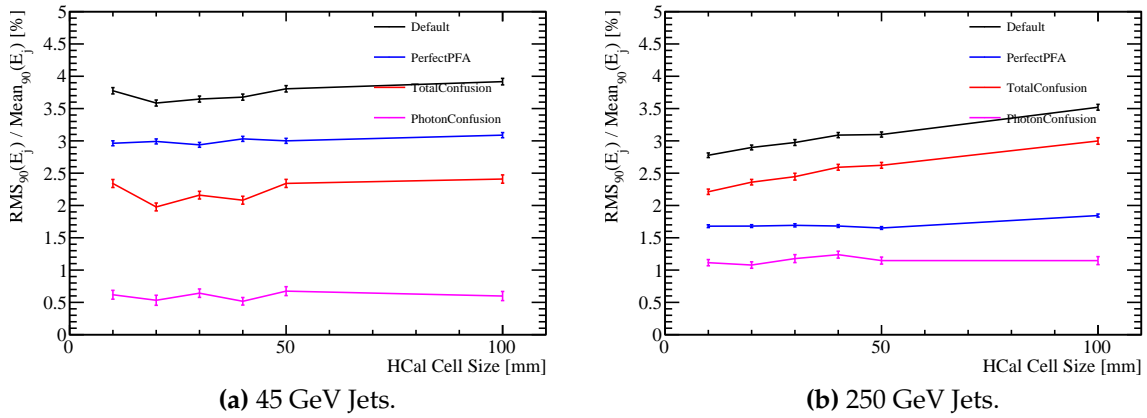 RMS90(Ej) / Mean90(Ej) [%]
5
4.5
4
3.5
3
2.5
2
1.5
1
0.5
0
Default
PerfectPFA
TotalConfusion
PhotonConfusion
0
50
100
HCal Cell Size [mm]
(a) 45 GeV Jets.
RMS90(Ej) / Mean90(Ej) [%]
5
4.5
4
3.5
3
2.5
2
1.5
1
0.5
0
Default
PerfectPFA
TotalConfusion
PhotonConfusion
0
50
100
HCal Cell Size [mm]
(b) 250 GeV Jets.